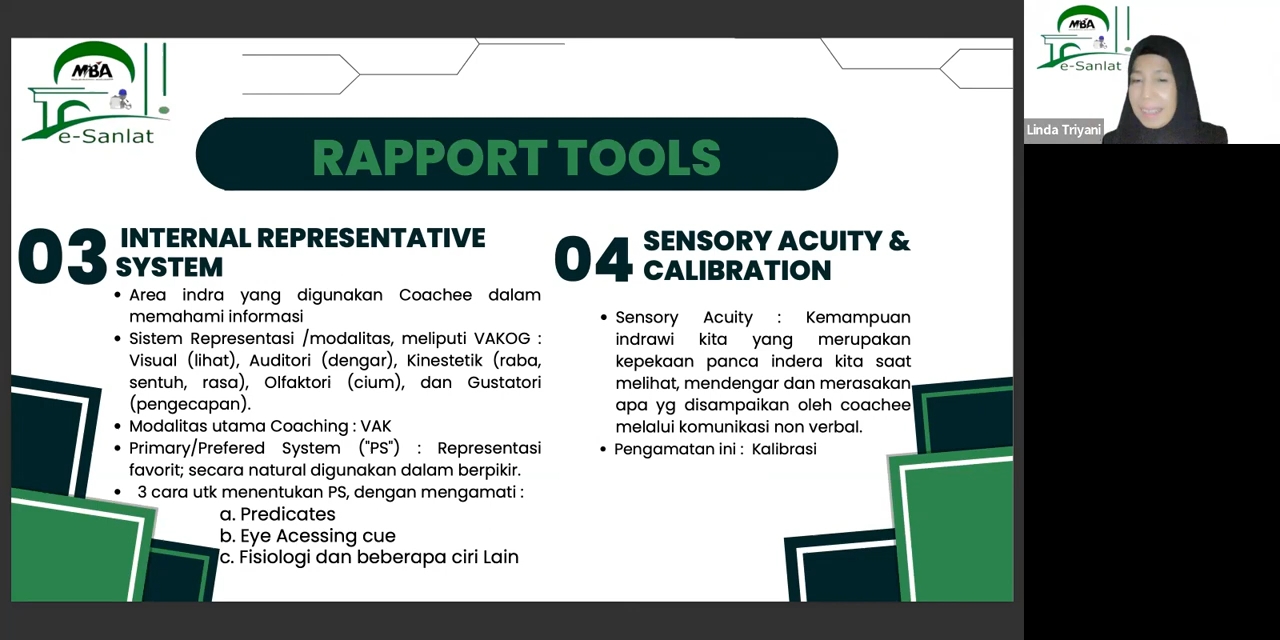 MBA
e-Sanlat
RAPPORT TOOLS
03
INTERNAL REPRESENTATIVE
SYSTEM
• Area indra yang digunakan Coachee dalam
memahami informasi
• Sistem Representasi /modalitas, meliputi VAKOG :
Visual (lihat), Auditori (dengar), Kinestetik (raba,
sentuh, rasa), Olfaktori (cium), dan Gustatori
(pengecapan).
• Modalitas utama Coaching : VAK
• Primary/Prefered System ("PS") : Representasi
favorit; secara natural digunakan dalam berpikir.
• 3 cara utk menentukan PS, dengan mengamati :
a. Predicates
b. Eye Acessing cue
c. Fisiologi dan beberapa ciri Lain
04
SENSORY ACUITY &
CALIBRATION
• Sensory Acuity : Kemampuan
indrawi kita yang merupakan
kepekaan panca indera kita saat
melihat, mendengar dan merasakan
apa yg disampaikan oleh coachee
melalui komunikasi non verbal.
• Pengamatan ini : Kalibrasi
MBA
e-Sanlat
Linda Triyani